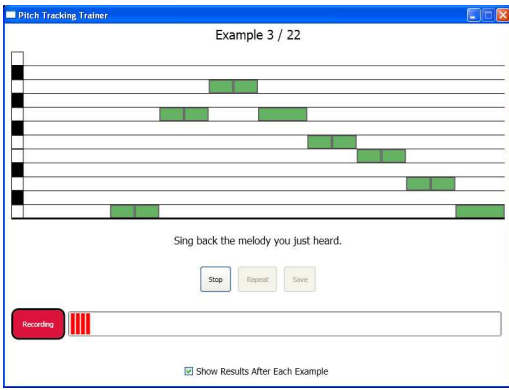 Pitch Tracking Trainer
Example 3 / 22
Sing back the melody you just heard.
Stop Repeat Save
Recording
Show Results After Each Example